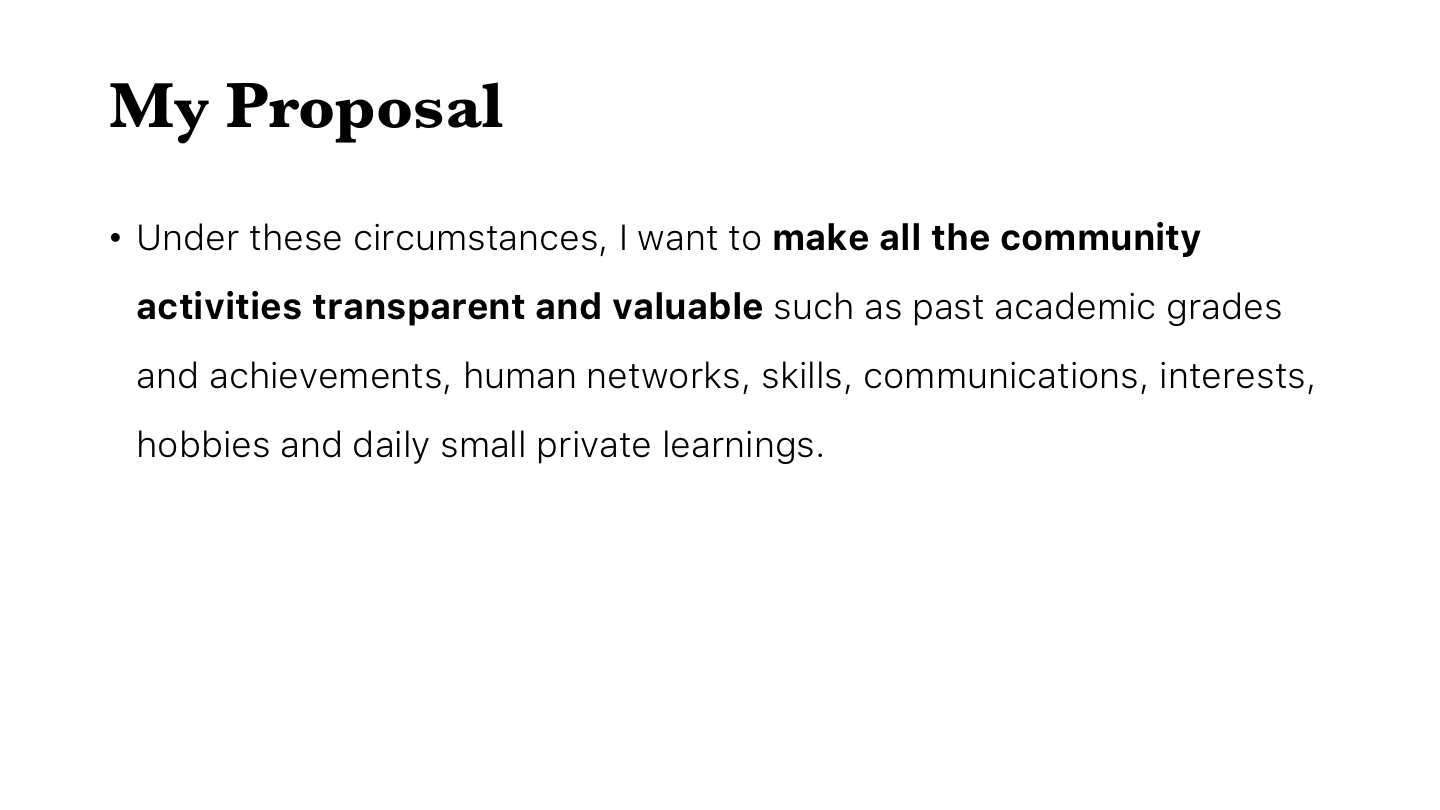 My Proposal
• Under these circumstances, I want to make all the community
activities transparent and valuable such as past academic grades
and achievements, human networks, skills, communications, interests,
hobbies and daily small private learnings.